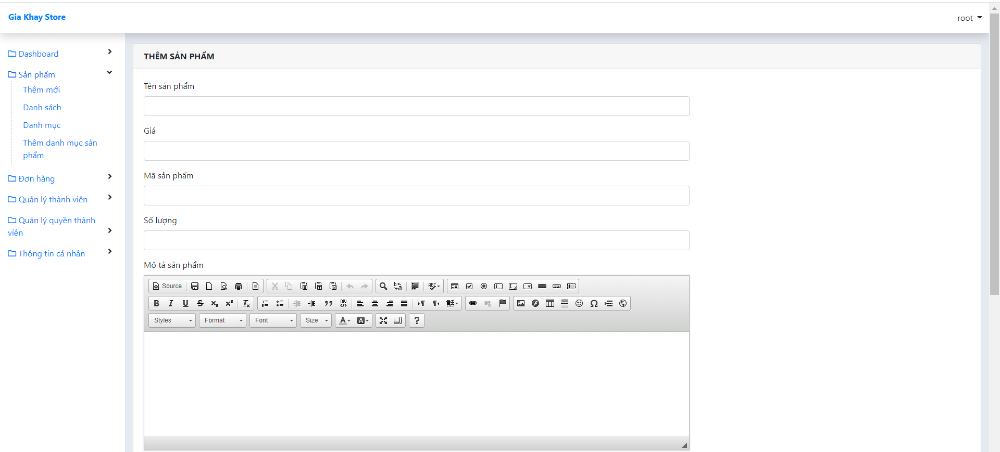 Gia Khay Store
root
Dashboard
Sản phẩm
Thêm mới
Danh sách
Danh mục
Thêm danh mục sản
phẩm
Đơn hàng
Quản lý thành viên
Quản lý quyền thành
viên
Thông tin cá nhân
THÊM SẢN PHẨM
Tên sản phẩm
Giá
Mã sản phẩm
Số lượng
Mô tả sản phẩm
Source
Styles
Format
Font
Size